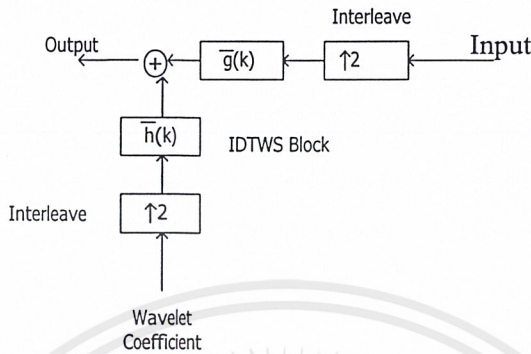 Interleave
Output
+
g̅(k)
↑2
Input
h̅(k)
IDTWS Block
Interleave
↑2
Wavelet
Coefficient